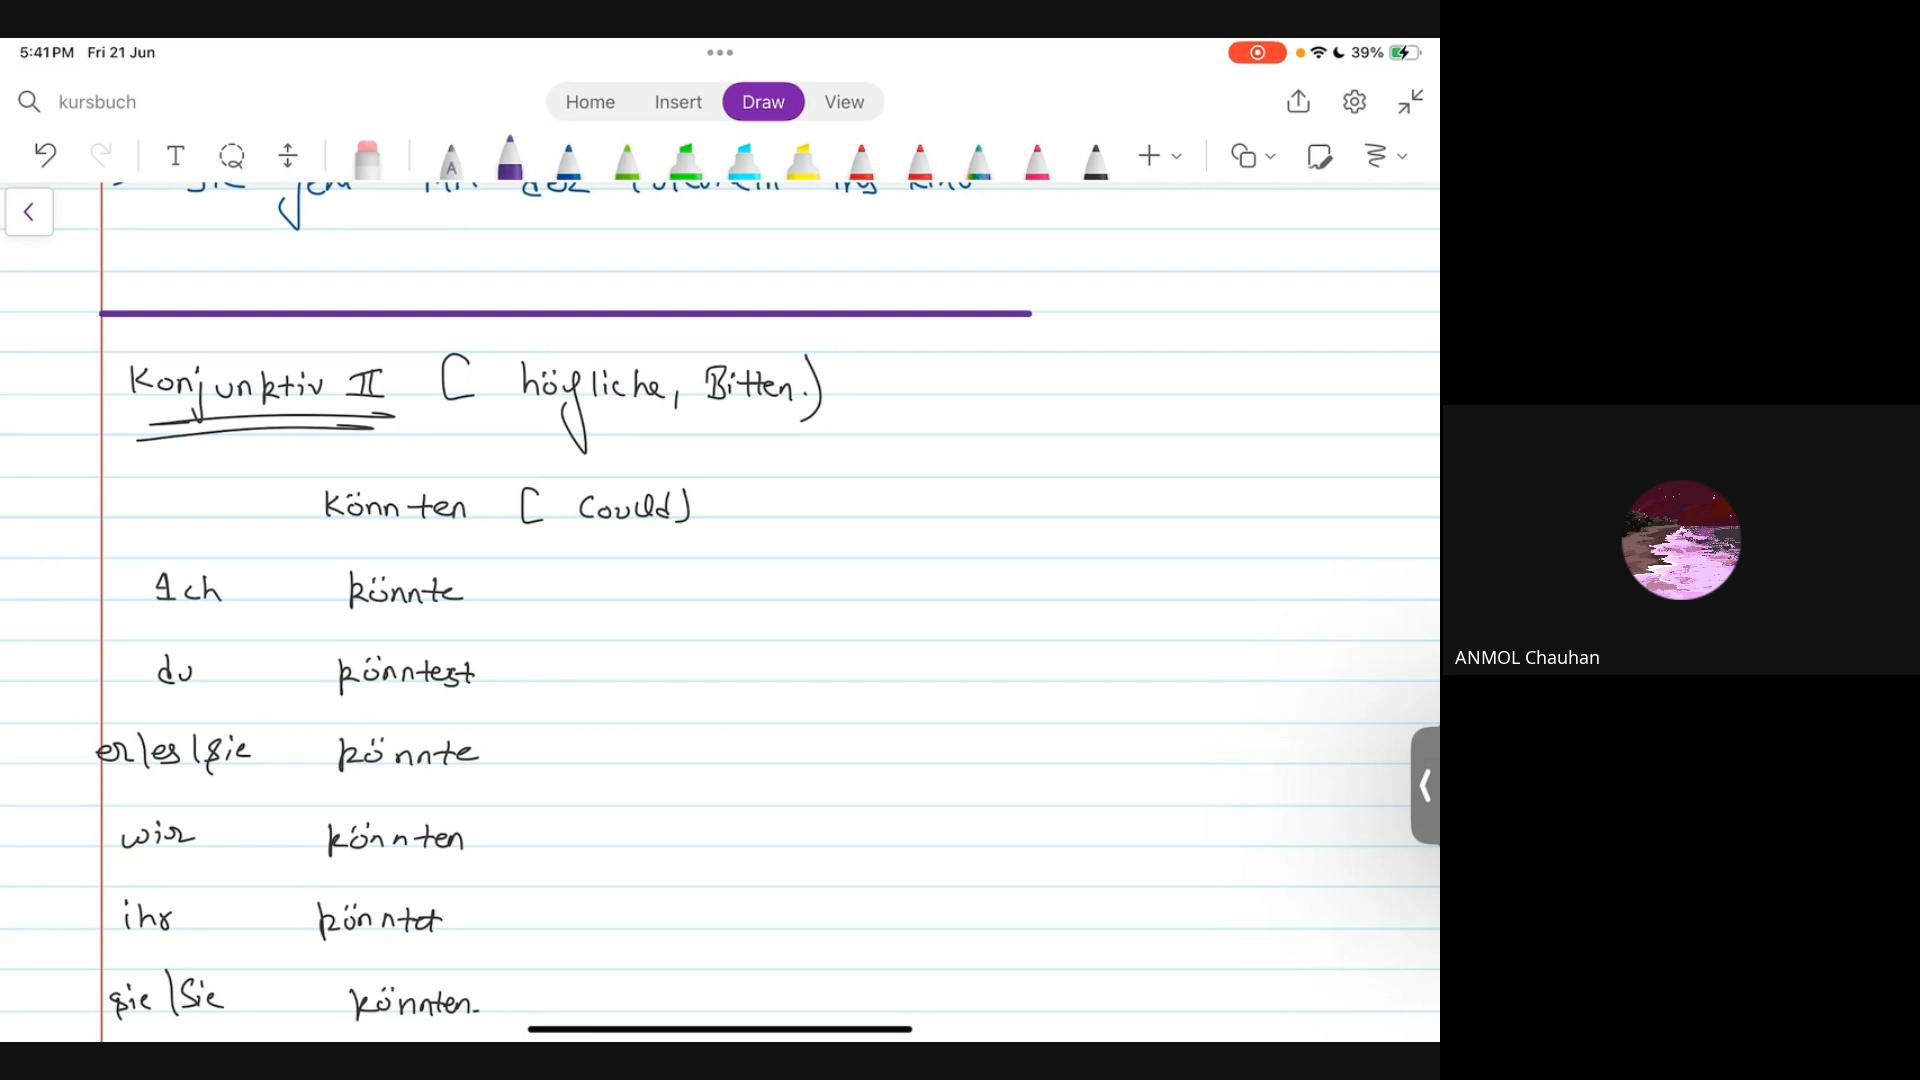 5:41 PM Fri 21 Jun
39%
kursbuch
Home Insert Draw View
Konjunktiv II [ höfliche, Bitten.)
Könnten [ Could)
Ich könnte
du könntest
er/es/sie könnte
wir könnten
ihr könntet
sie/Sie könnten.
ANMOL Chauhan